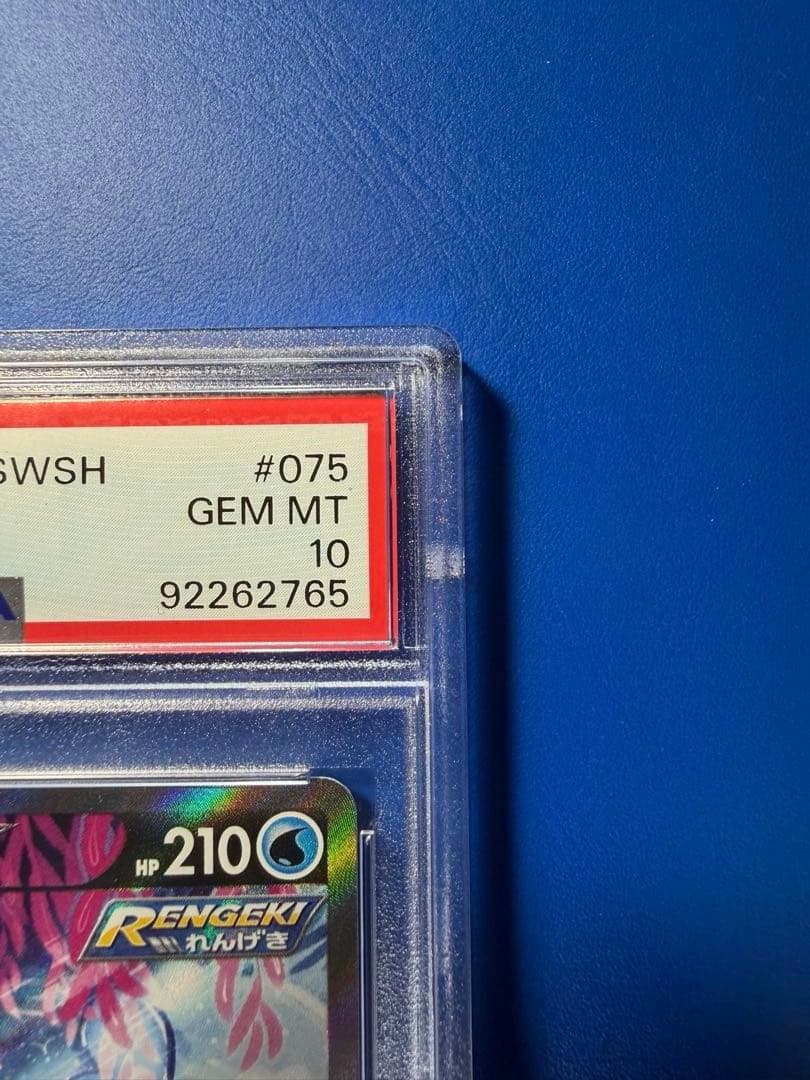 SWSH #075
GEM MT
10
92262765
HP 210
RENGEKI
れんげき